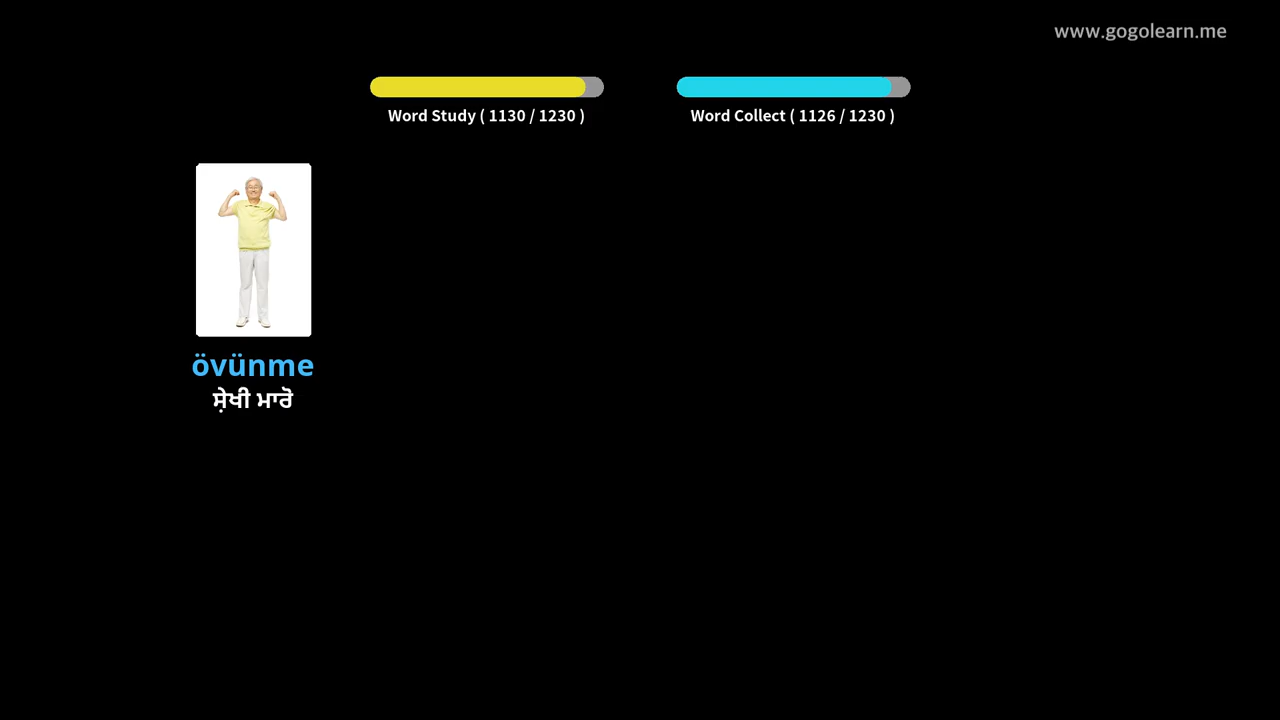 www.gogolearn.me
Word Study ( 1130 / 1230 )
Word Collect ( 1126 / 1230 )
övünme
ਸ਼ੇਖੀ ਮਾਰੋ